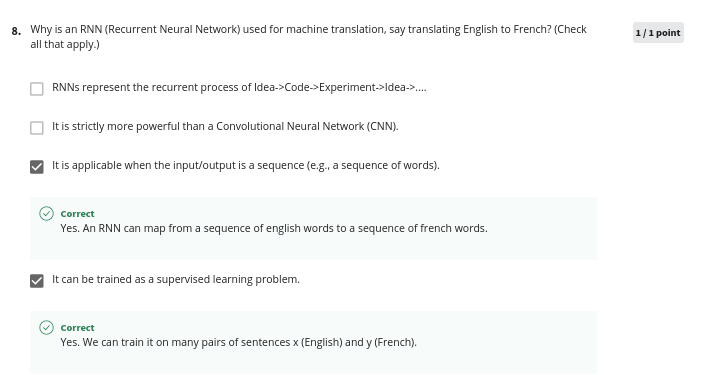 8. Why is an RNN (Recurrent Neural Network) used for machine translation, say translating English to French? (Check
all that apply.)
1 / 1 point
RNNs represent the recurrent process of Idea->Code->Experiment->Idea->....
It is strictly more powerful than a Convolutional Neural Network (CNN).
It is applicable when the input/output is a sequence (e.g., a sequence of words).
Correct
Yes. An RNN can map from a sequence of english words to a sequence of french words.
It can be trained as a supervised learning problem.
Correct
Yes. We can train it on many pairs of sentences x (English) and y (French).